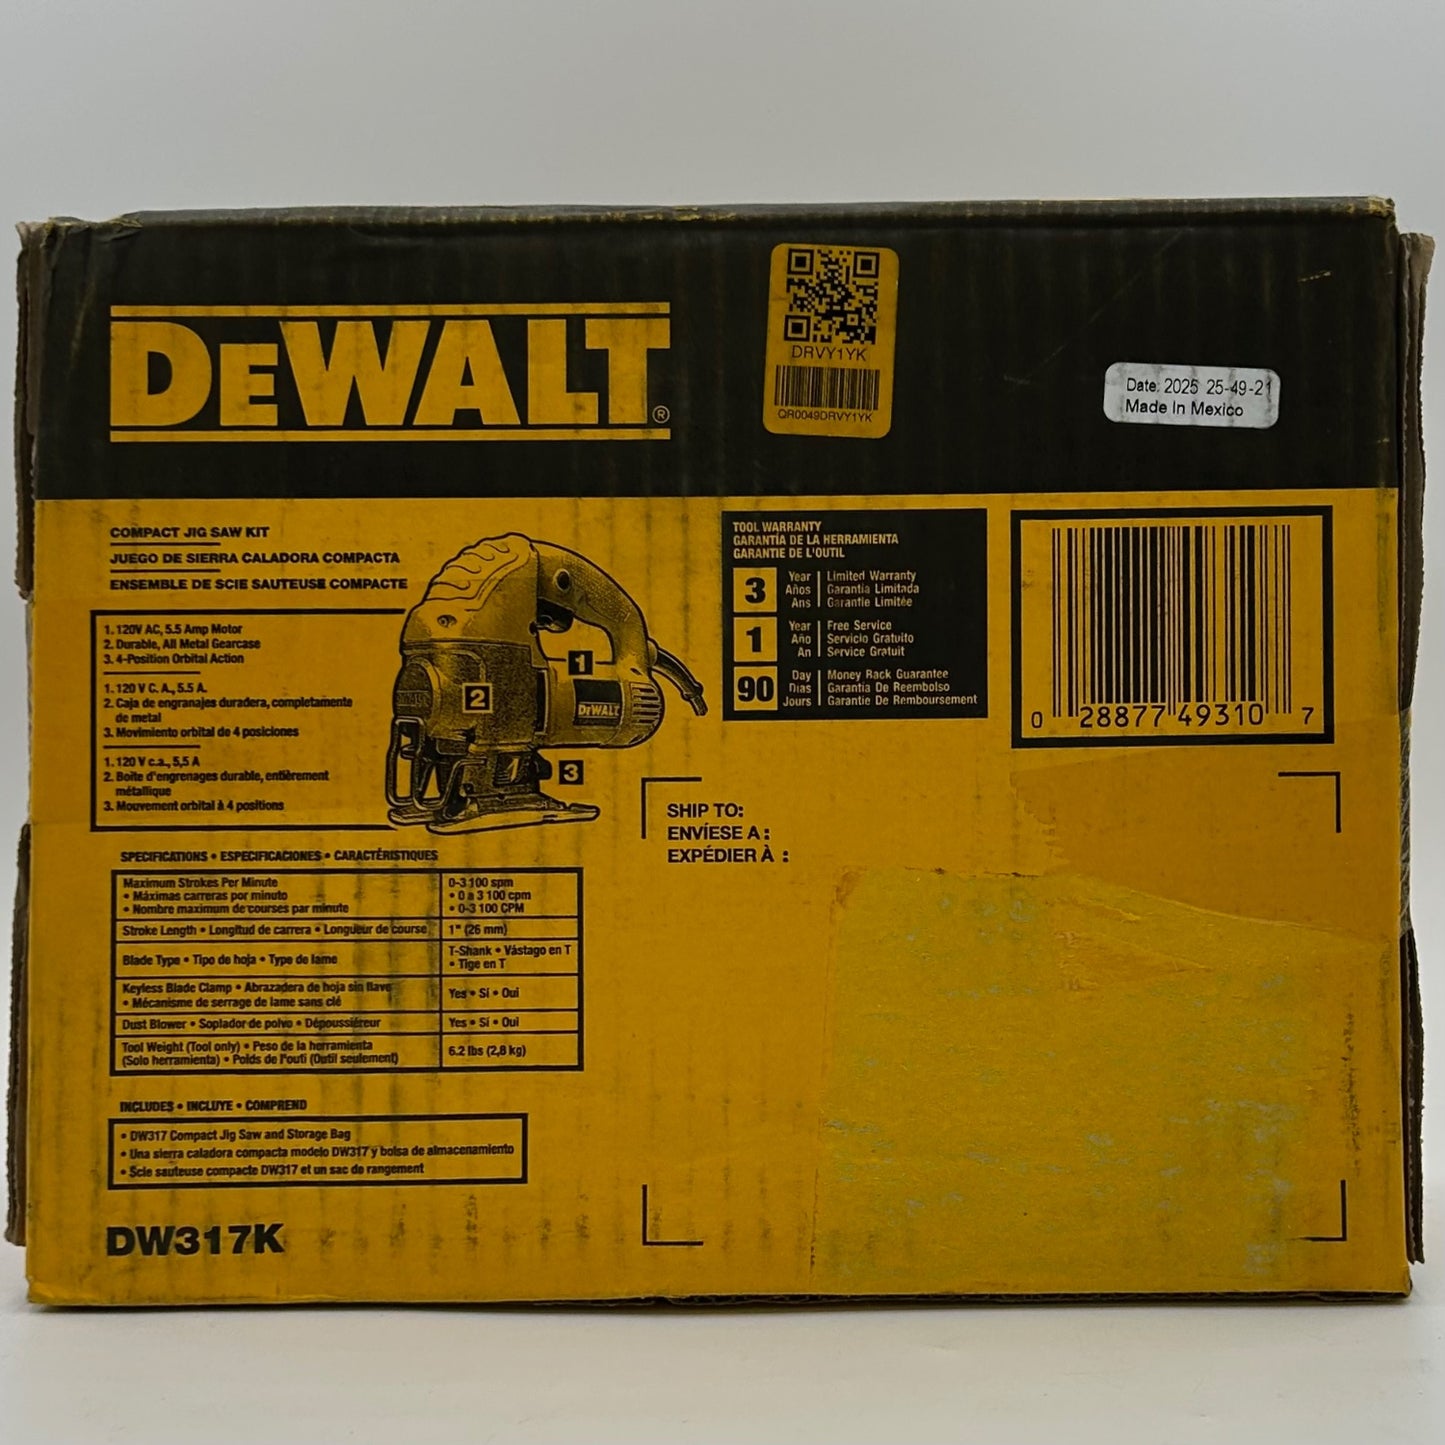 DEWALT®
DRVY1YK
QR0049DRVY1YK
Date: 2025 25-49-21
Made In Mexico
COMPACT JIG SAW KIT
JUEGO DE SIERRA CALADORA COMPACTA
ENSEMBLE DE SCIE SAUTEUSE COMPACTE
1. 120V AC, 5.5 Amp Motor
2. Durable, All Metal Gearcase
3. 4-Position Orbital Action
1. 120 V C. A., 5.5 A.
2. Caja de engranajes duradera, completamente
de metal
3. Movimiento orbital de 4 posiciones
1. 120 V c.a., 5,5 A
2. Boîte d'engrenages durable, entièrement
métallique
3. Mouvement orbital à 4 positions
1
2
DEWALT
3
TOOL WARRANTY
GARANTÍA DE LA HERRAMIENTA
GARANTIE DE L'OUTIL
3 Year Limited Warranty
Años Garantía Limitada
Ans Garantie Limitée
1 Year Free Service
Año Servicio Gratuito
An Service Gratuit
90 Day Money Back Guarantee
Dias Garantía De Reembolso
Jours Garantie De Remboursement
0 28877 49310 7
SHIP TO:
ENVÍESE A :
EXPÉDIER À :
SPECIFICATIONS • ESPECIFICACIONES • CARACTÉRISTIQUES
Maximum Strokes Per Minute 0-3 100 spm
• Máximas carreras por minuto • 0 a 3 100 cpm
• Nombre maximum de courses par minute • 0-3 100 CPM
Stroke Length • Longitud de carrera • Longueur de course 1" (26 mm)
Blade Type • Tipo de hoja • Type de lame T-Shank • Vástago en T
• Tige en T
Keyless Blade Clamp • Abrazadera de hoja sin llave
• Mécanisme de serrage de lame sans clé Yes • Sí • Oui
Dust Blower • Soplador de polvo • Dépoussiéreur Yes • Sí • Oui
Tool Weight (Tool only) • Peso de la herramienta
(Solo herramienta) • Poids de l'outi (Outil seulement) 6.2 lbs (2,8 kg)
INCLUDES • INCLUYE • COMPREND
• DW317 Compact Jig Saw and Storage Bag
• Una sierra caladora compacta modelo DW317 y bolsa de almacenamiento
• Scie sauteuse compacte DW317 et un sac de rangement
DW317K